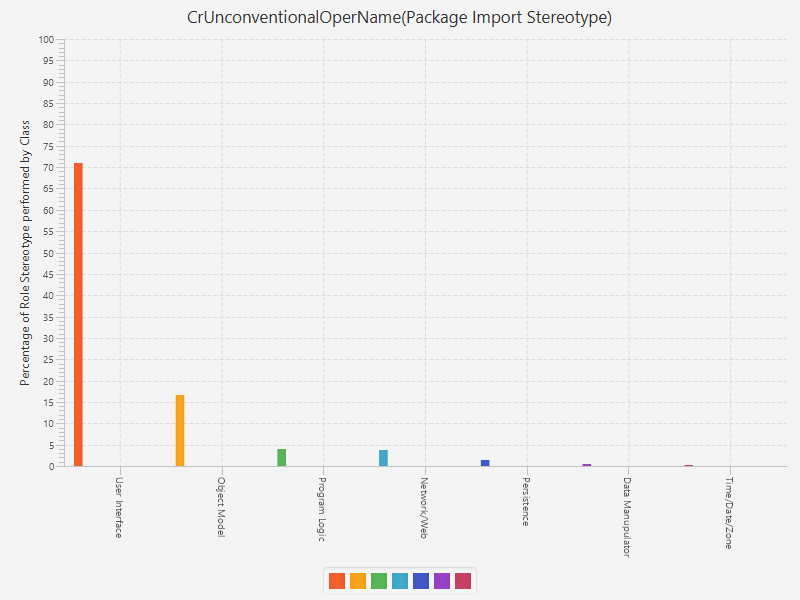 CrUnconventionalOperName(Package Import Stereotype)
Percentage of Role Stereotype performed by Class
100
95
90
85
80
75
70
65
60
55
50
45
40
35
30
25
20
15
10
5
0
User Interface
Object Model
Program Logic
Network/Web
Persistence
Data Manupulator
Time/Date/Zone